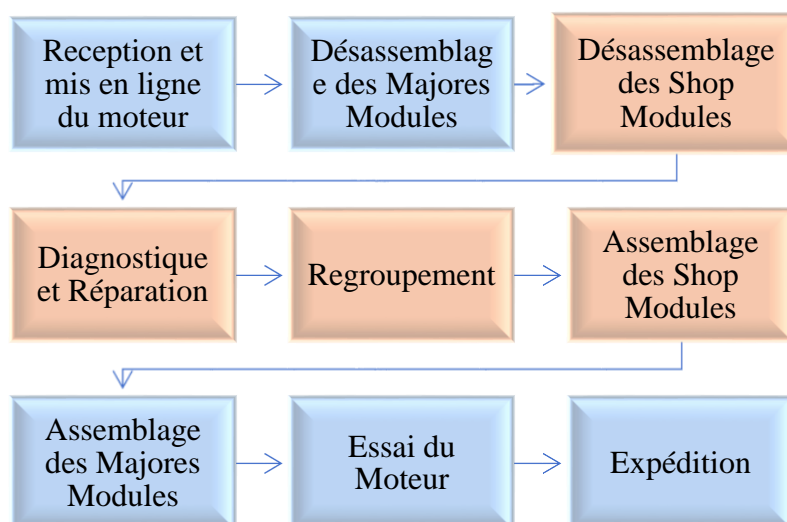 Reception et
mis en ligne
du moteur
Désassemblag
e des Majores
Modules
Désassemblage
des Shop
Modules
Diagnostique
et Réparation
Regroupement
Assemblage
des Shop
Modules
Assemblage
des Majores
Modules
Essai du
Moteur
Expédition